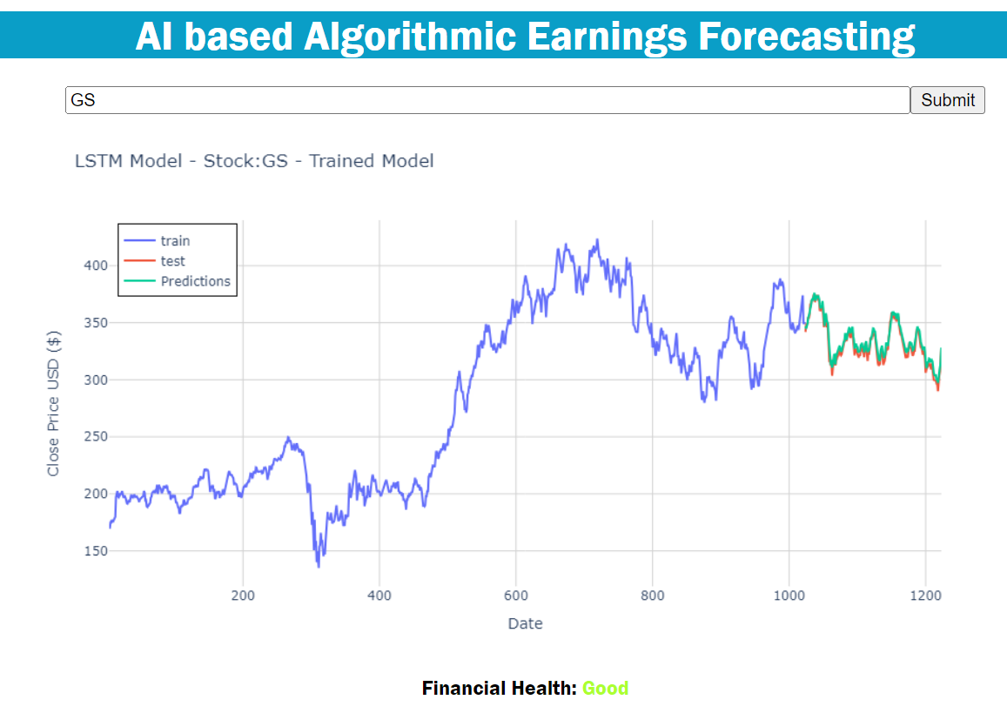 AI based Algorithmic Earnings Forecasting
GS
Submit
LSTM Model - Stock:GS - Trained Model
train
test
Predictions
400
350
300
250
200
150
Close Price USD ($)
200
400
600
800
1000
1200
Date
Financial Health: Good